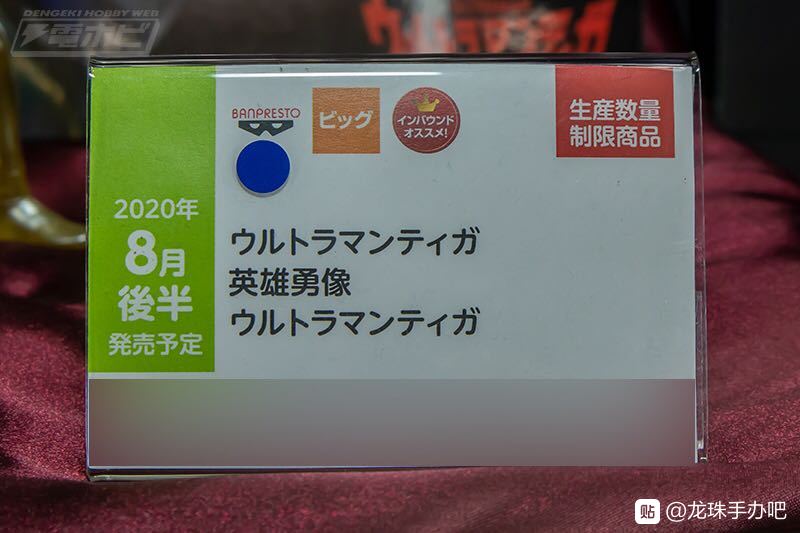 DENGEKI HOBBY WEB
電ホビ
BANPRESTO
ビッグ
インバウンド
オススメ!
生産数量
制限商品
2020年
8月
後半
発売予定
ウルトラマンティガ
英雄勇像
ウルトラマンティガ
貼 @龙珠手办吧